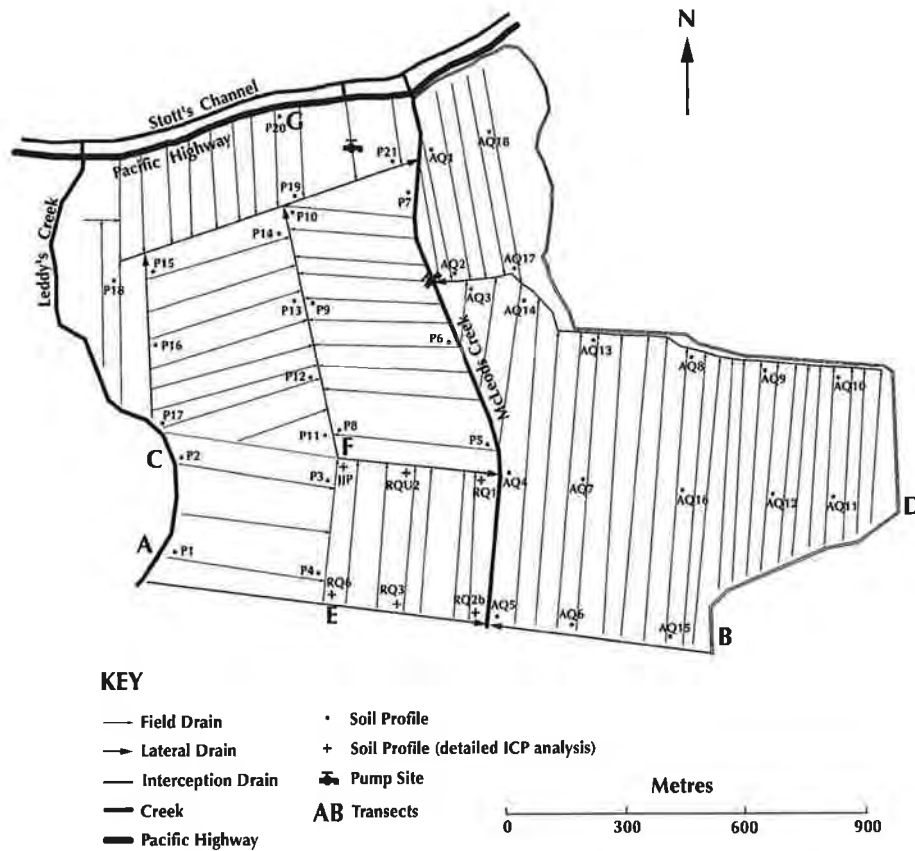 N
Stott's Channel
Pacific Highway
P20
G
P21
AQ1
AQ18
Leddy's Creek
P19
P7
P10
P14
P15
P18
AQ2
AQ17
AQ3
AQ14
P13
P9
McLeods Creek
P6
P16
AQ13
AQ8
AQ9
AQ10
P12
P17
P8
P11
F
P5
C
P2
P3
JJP
RQU2
RQ1
AQ4
AQ7
AQ16
AQ12
AQ11
D
A
P1
P4
RQ6
RQ3
RQ2b
AQ5
AQ6
AQ15
E
B
KEY
Field Drain
Lateral Drain
Interception Drain
Creek
Pacific Highway
Soil Profile
Soil Profile (detailed ICP analysis)
Pump Site
AB Transects
Metres
0 300 600 900